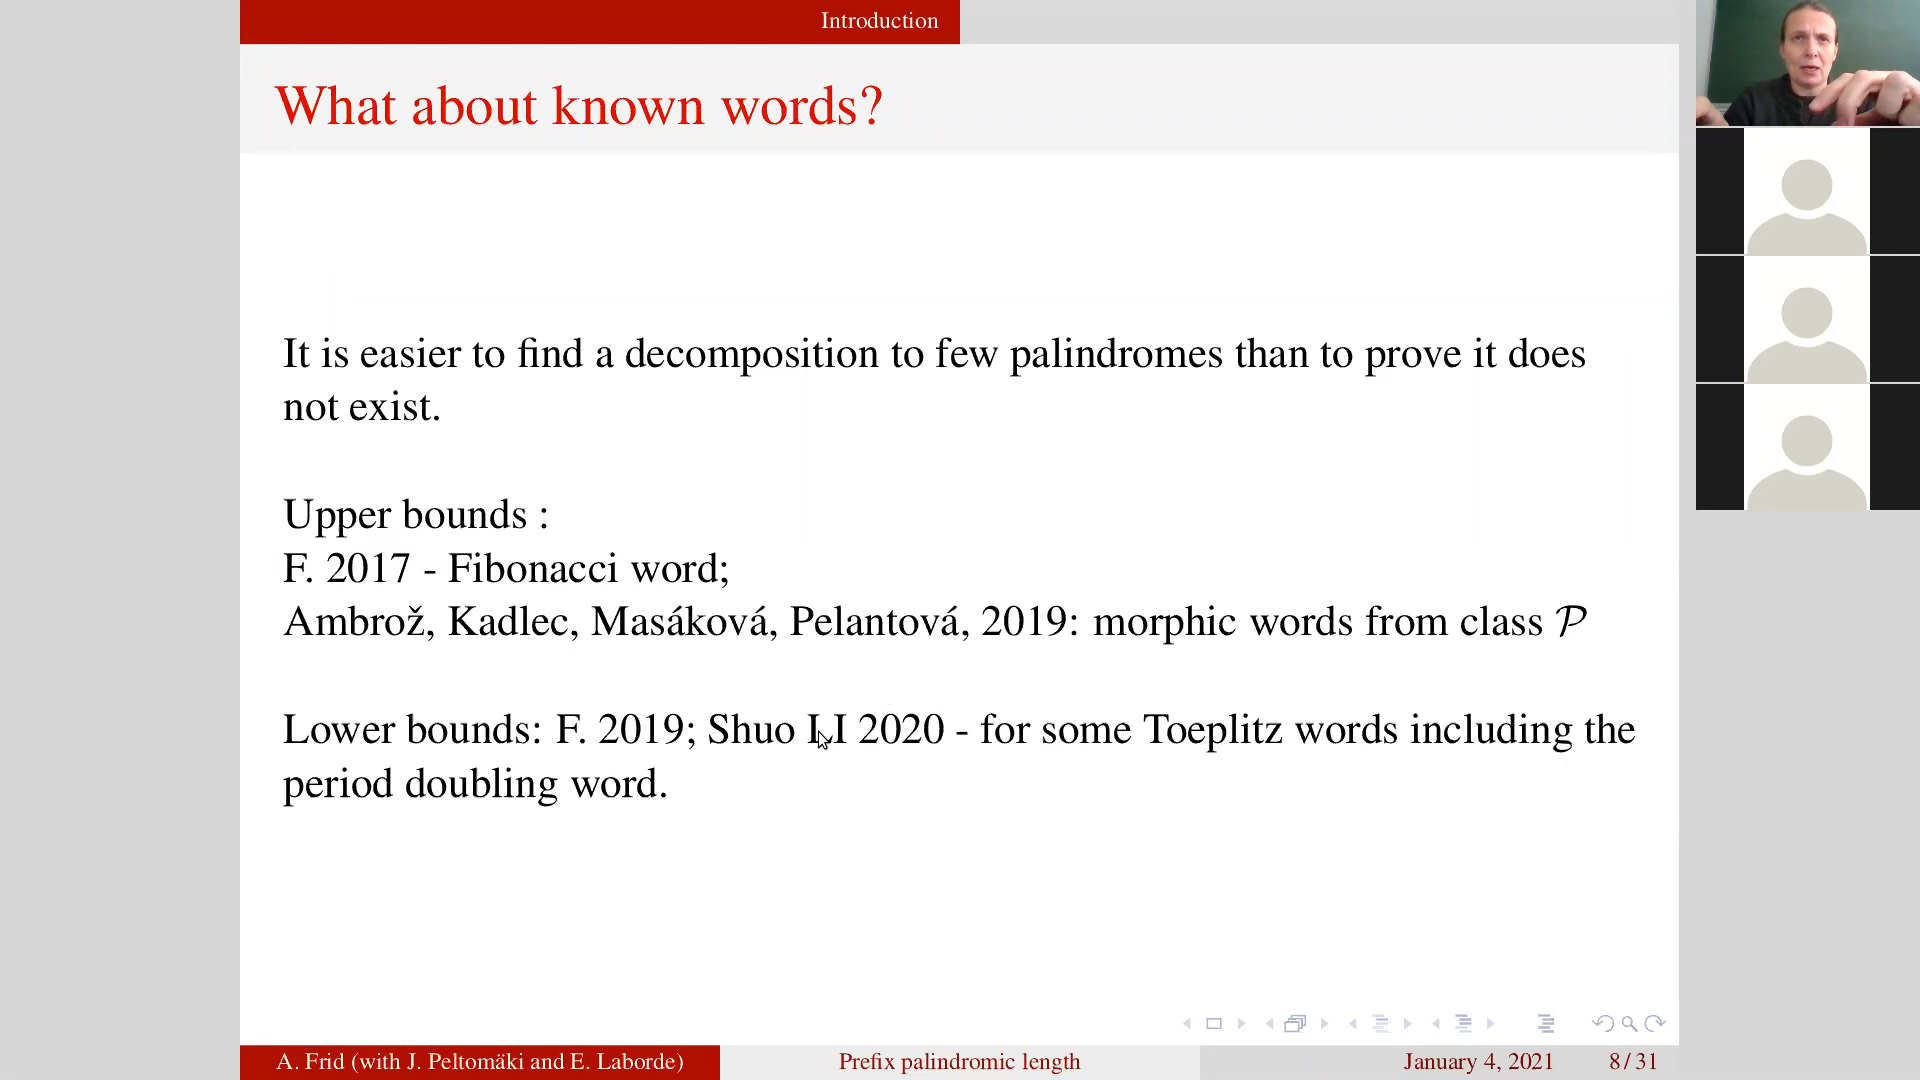 Introduction
What about known words?
It is easier to find a decomposition to few palindromes than to prove it does
not exist.
Upper bounds :
F. 2017 - Fibonacci word;
Ambrož, Kadlec, Masáková, Pelantová, 2019: morphic words from class 𝒫
Lower bounds: F. 2019; Shuo LI 2020 - for some Toeplitz words including the
period doubling word.
A. Frid (with J. Peltomäki and E. Laborde)
Prefix palindromic length
January 4, 2021
8 / 31